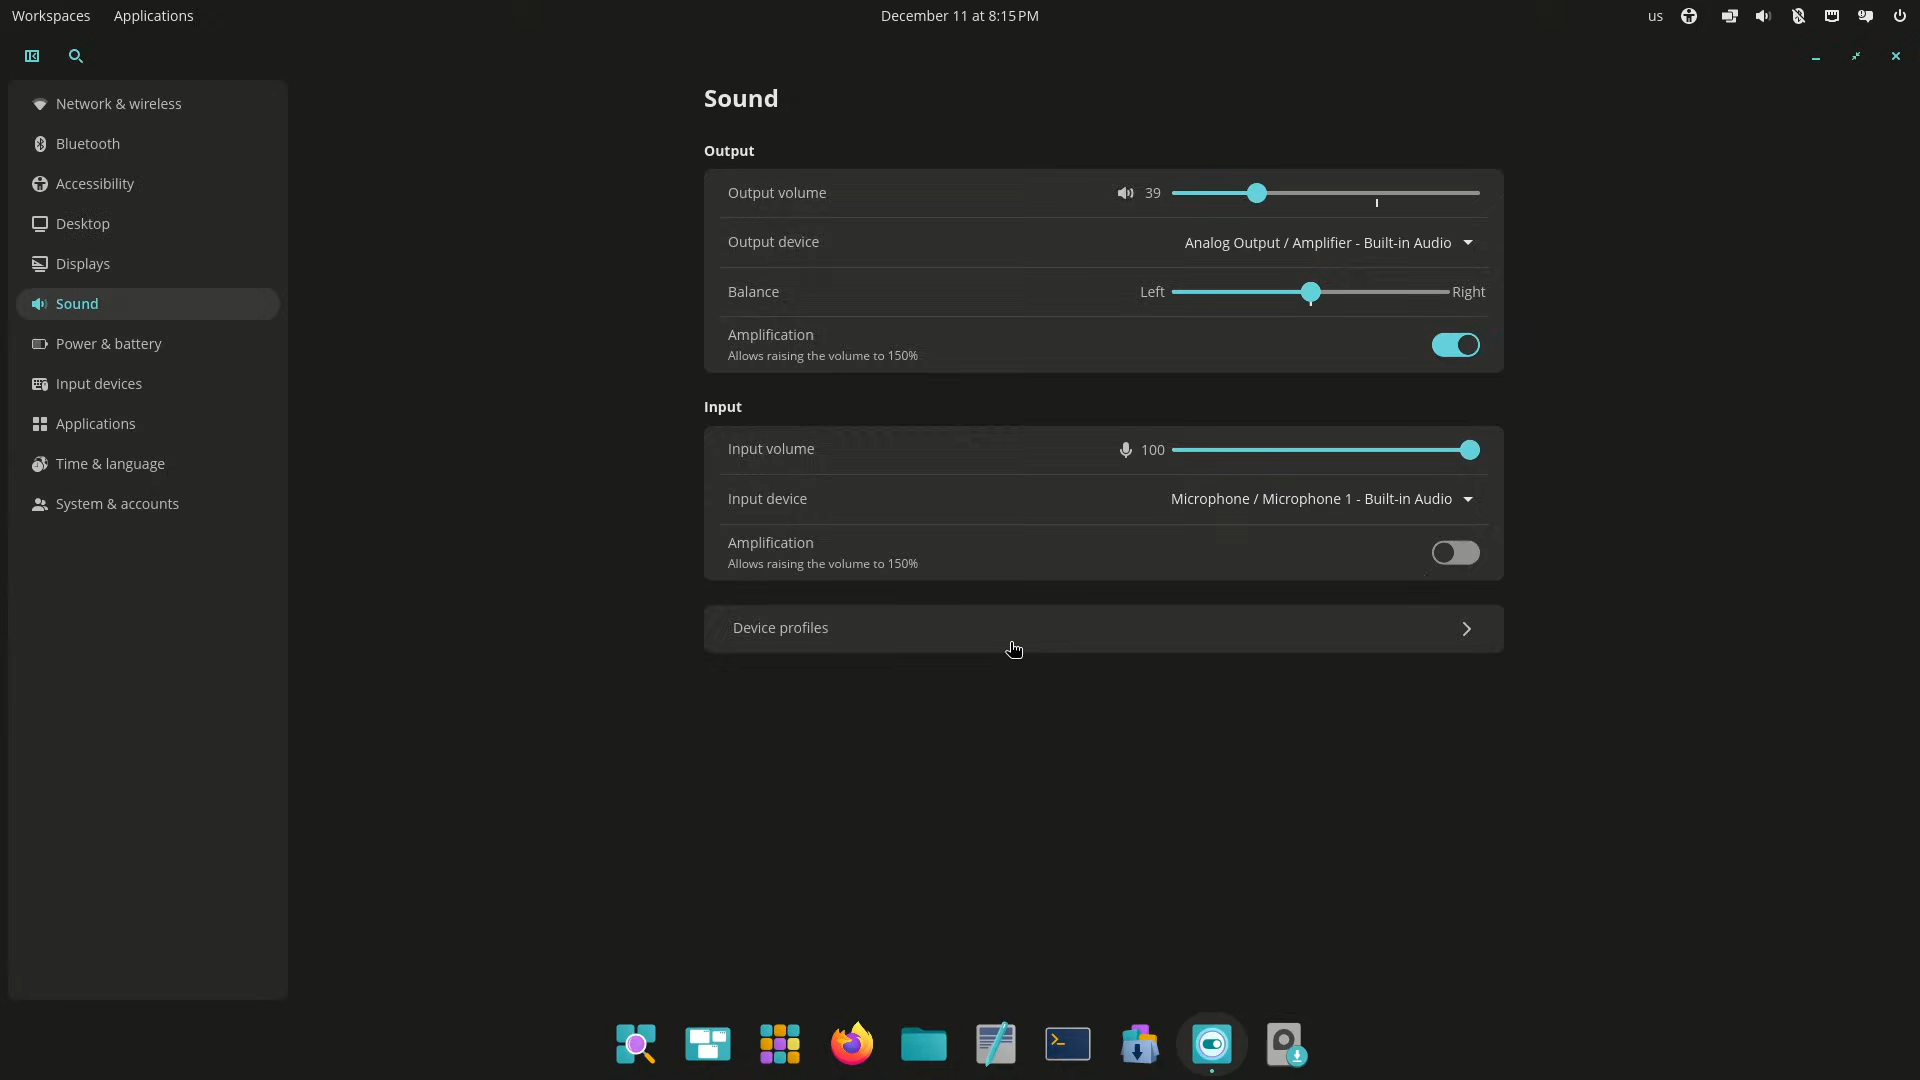 Workspaces Applications December 11 at 8:15 PM us
Network & wireless
Bluetooth
Accessibility
Desktop
Displays
Sound
Power & battery
Input devices
Applications
Time & language
System & accounts
Sound
Output
Output volume 39
Output device Analog Output / Amplifier - Built-in Audio
Balance Left Right
Amplification
Allows raising the volume to 150%
Input
Input volume 100
Input device Microphone / Microphone 1 - Built-in Audio
Amplification
Allows raising the volume to 150%
Device profiles